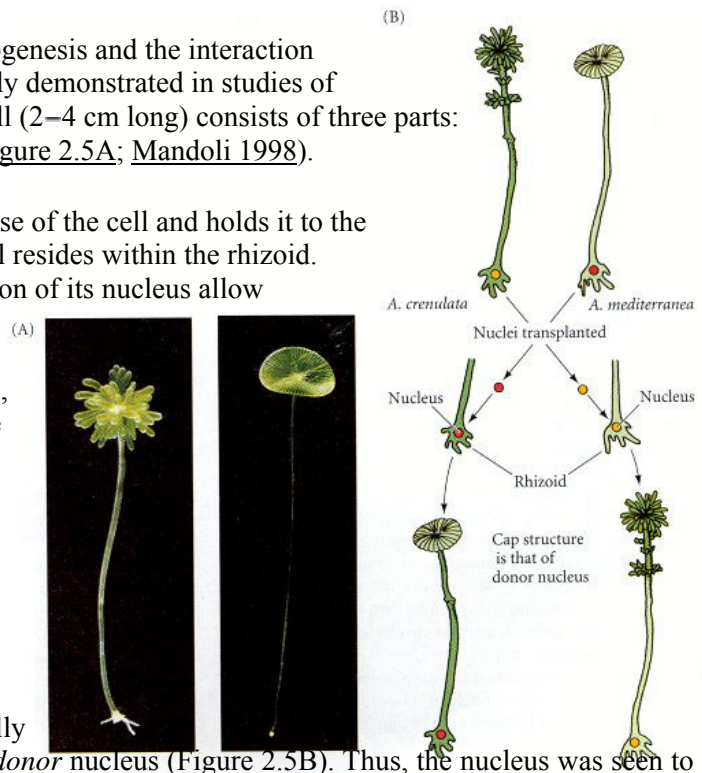 (B)
ogenesis and the interaction
ly demonstrated in studies of
ll (2–4 cm long) consists of three parts:
gure 2.5A; Mandoli 1998).
se of the cell and holds it to the
l resides within the rhizoid.
on of its nucleus allow
(A)
,
lly
donor nucleus (Figure 2.5B). Thus, the nucleus was seen to
A. crenulata
A. mediterranea
Nuclei transplanted
Nucleus
Nucleus
Rhizoid
Cap structure
is that of
donor nucleus